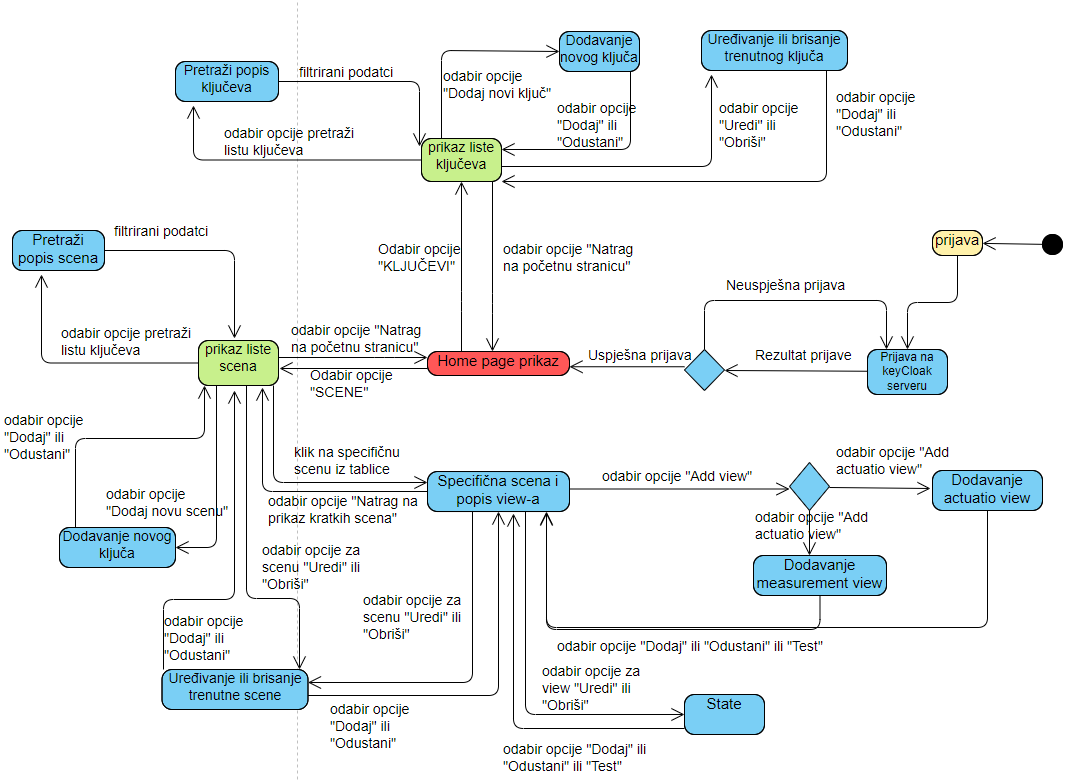 Dodavanje
novog ključa
Uređivanje ili brisanje
trenutnog ključa
Pretraži popis
ključeva
filtrirani podatci
odabir opcije
"Dodaj novi ključ"
odabir opcije
"Dodaj" ili
"Odustani"
odabir opcije
"Uredi" ili
"Obriši"
odabir opcije
"Dodaj" ili
"Odustani"
odabir opcije pretraži
listu ključeva
prikaz liste
ključeva
Pretraži
popis scena
filtrirani podatci
Odabir opcije
"KLJUČEVI"
odabir opcije "Natrag
na početnu stranicu"
prijava
Neuspješna prijava
odabir opcije pretraži
listu ključeva
prikaz liste
scena
odabir opcije "Natrag
na početnu stranicu"
Home page prikaz
Uspješna prijava
Rezultat prijave
Prijava na
keyCloak
serveru
Odabir opcije
"SCENE"
odabir opcije
"Dodaj" ili
"Odustani"
klik na specifičnu
scenu iz tablice
Specifična scena i
popis view-a
odabir opcije "Add view"
odabir opcije "Add
actuatio view"
Dodavanje
actuatio view
odabir opcije
"Dodaj novu scenu"
odabir opcije "Natrag na
prikaz kratkih scena"
odabir opcije "Add
actuatio view"
Dodavanje novog
ključa
odabir opcije za
scenu "Uredi" ili
"Obriši"
Dodavanje
measurement view
odabir opcije za
scenu "Uredi" ili
"Obriši"
odabir opcije
"Dodaj" ili
"Odustani"
odabir opcije "Dodaj" ili "Odustani" ili "Test"
Uređivanje ili brisanje
trenutne scene
odabir opcije za
view "Uredi" ili
"Obriši"
State
odabir opcije
"Dodaj" ili
"Odustani"
odabir opcije "Dodaj" ili
"Odustani" ili "Test"